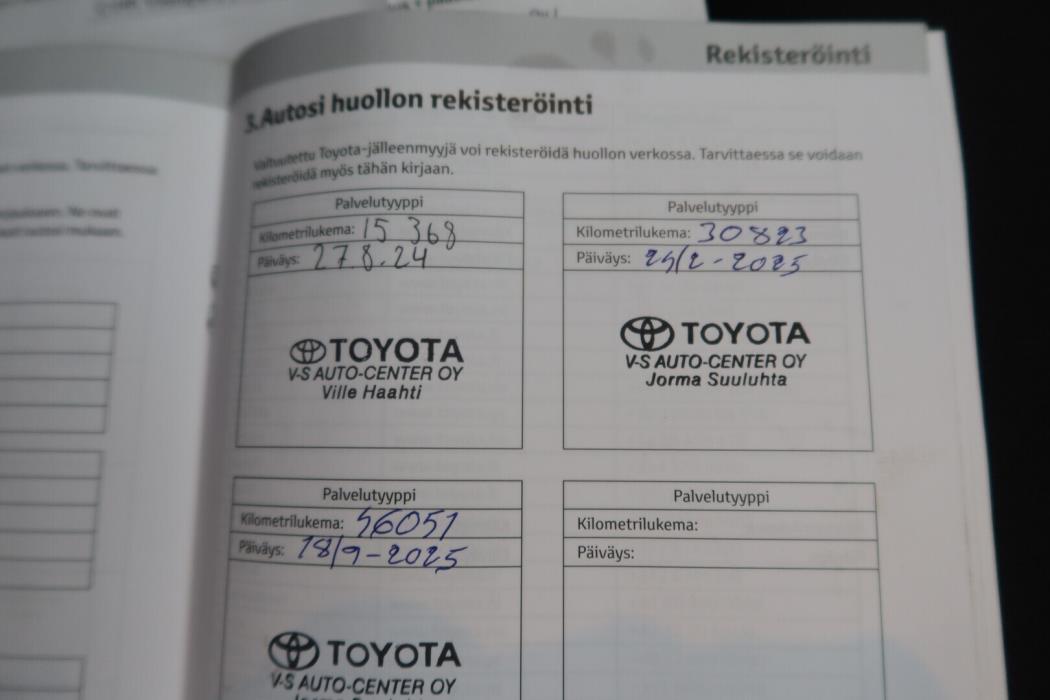 Rekisteröinti
3.Autosi huollon rekisteröinti
Valtuutettu Toyota-jälleenmyyjä voi rekisteröidä huollon verkossa. Tarvittaessa se voidaan
rekisteröidä myös tähän kirjaan.
Palvelutyyppi
Kilometrilukema: 15 368
Päiväys: 27.8.24
TOYOTA
V-S AUTO-CENTER OY
Ville Haahti
Palvelutyyppi
Kilometrilukema: 30823
Päiväys: 25/2-2025
TOYOTA
V-S AUTO-CENTER OY
Jorma Suuluhta
Palvelutyyppi
Kilometrilukema: 46051
Päiväys: 18/9-2025
TOYOTA
V-S AUTO-CENTER OY
Palvelutyyppi
Kilometrilukema:
Päiväys: